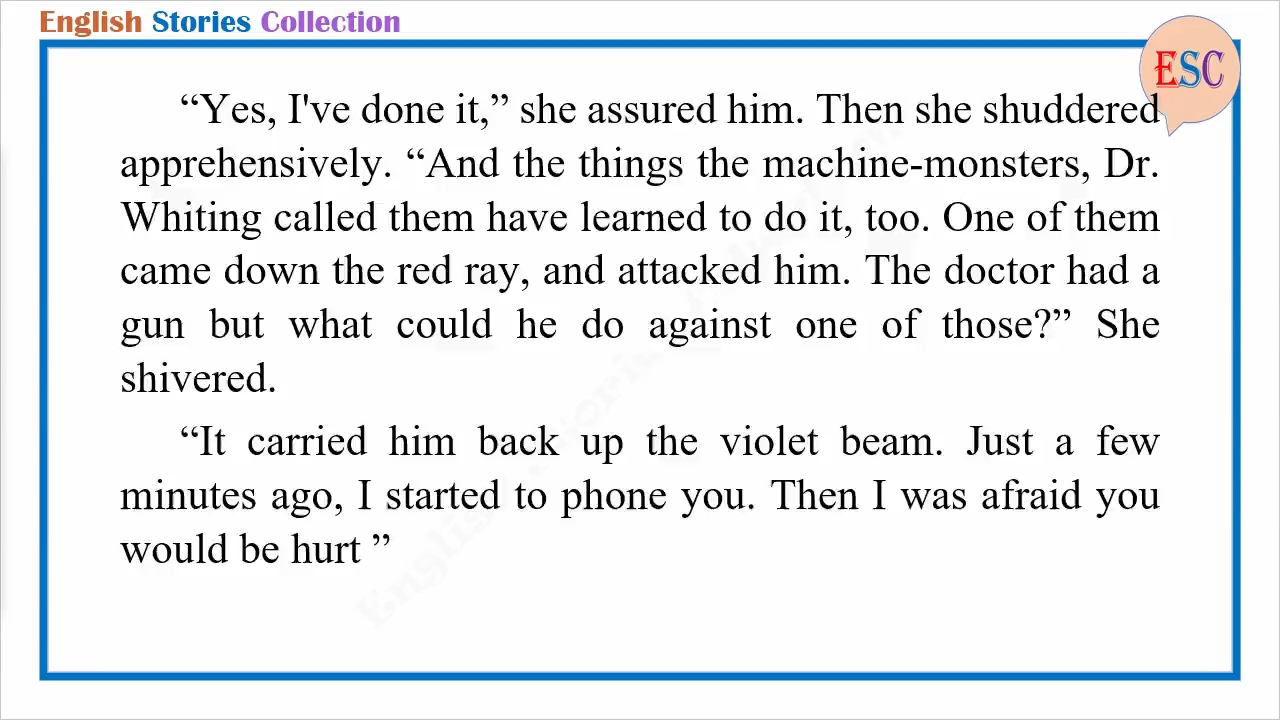 English Stories Collection
ESC
“Yes, I've done it,” she assured him. Then she shuddered
apprehensively. “And the things the machine-monsters, Dr.
Whiting called them have learned to do it, too. One of them
came down the red ray, and attacked him. The doctor had a
gun but what could he do against one of those?” She
shivered.
“It carried him back up the violet beam. Just a few
minutes ago, I started to phone you. Then I was afraid you
would be hurt ”